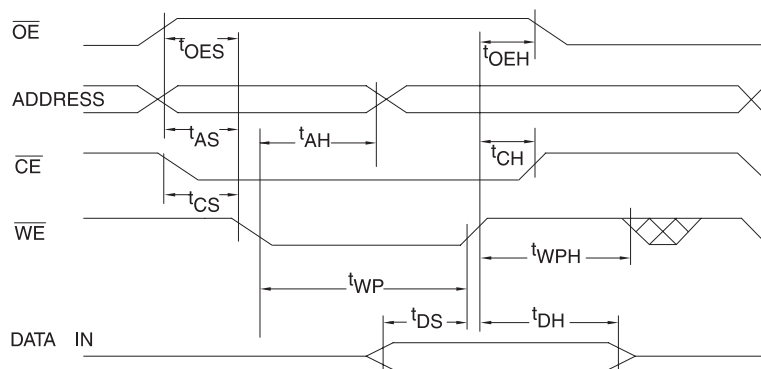 OE
tOES
tOEH
ADDRESS
tAS
tAH
tCH
CE
tCS
WE
tWPH
tWP
tDS
tDH
DATA IN